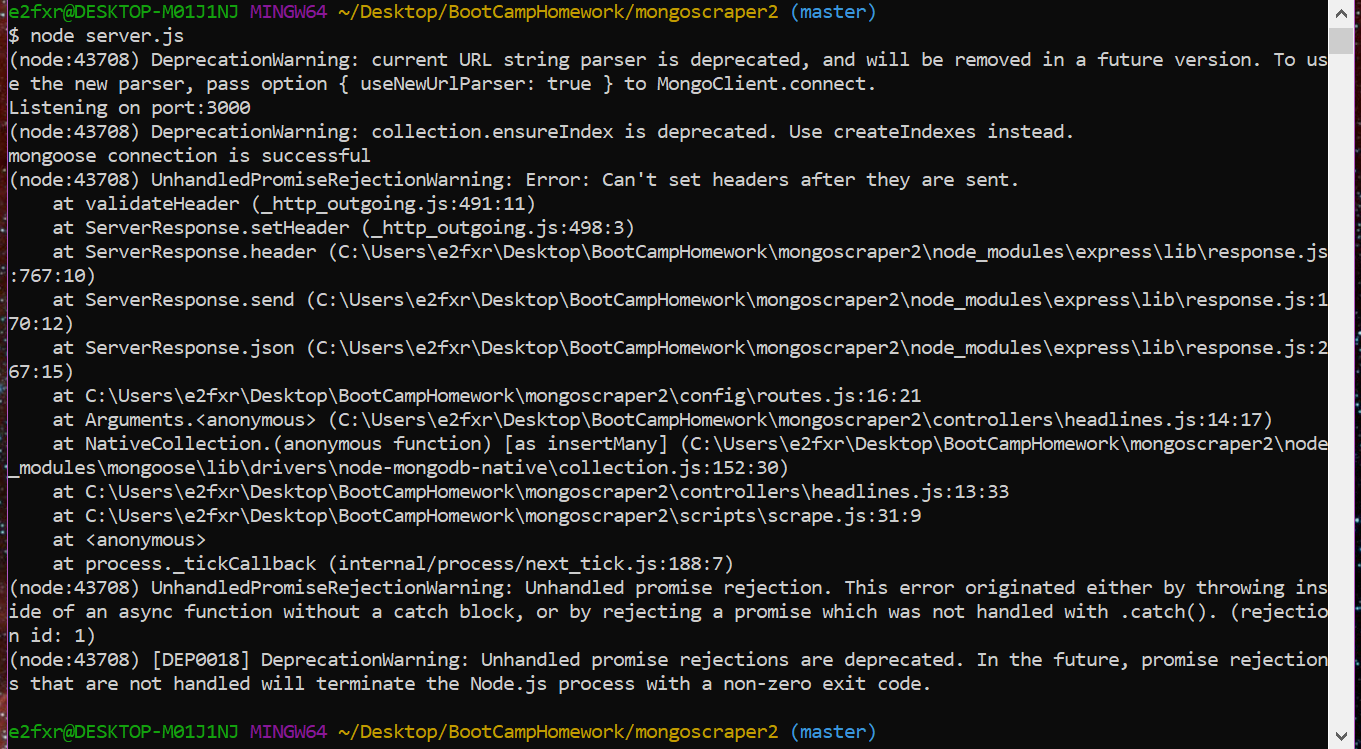 e2fxr@DESKTOP-M01J1NJ MINGW64 ~/Desktop/BootCampHomework/mongoscraper2 (master)
$ node server.js
(node:43708) DeprecationWarning: current URL string parser is deprecated, and will be removed in a future version. To us
e the new parser, pass option { useNewUrlParser: true } to MongoClient.connect.
Listening on port:3000
(node:43708) DeprecationWarning: collection.ensureIndex is deprecated. Use createIndexes instead.
mongoose connection is successful
(node:43708) UnhandledPromiseRejectionWarning: Error: Can't set headers after they are sent.
    at validateHeader (_http_outgoing.js:491:11)
    at ServerResponse.setHeader (_http_outgoing.js:498:3)
    at ServerResponse.header (C:\Users\e2fxr\Desktop\BootCampHomework\mongoscraper2\node_modules\express\lib\response.js
:767:10)
    at ServerResponse.send (C:\Users\e2fxr\Desktop\BootCampHomework\mongoscraper2\node_modules\express\lib\response.js:1
70:12)
    at ServerResponse.json (C:\Users\e2fxr\Desktop\BootCampHomework\mongoscraper2\node_modules\express\lib\response.js:2
67:15)
    at C:\Users\e2fxr\Desktop\BootCampHomework\mongoscraper2\config\routes.js:16:21
    at Arguments.<anonymous> (C:\Users\e2fxr\Desktop\BootCampHomework\mongoscraper2\controllers\headlines.js:14:17)
    at NativeCollection.(anonymous function) [as insertMany] (C:\Users\e2fxr\Desktop\BootCampHomework\mongoscraper2\node
_modules\mongoose\lib\drivers\node-mongodb-native\collection.js:152:30)
    at C:\Users\e2fxr\Desktop\BootCampHomework\mongoscraper2\controllers\headlines.js:13:33
    at C:\Users\e2fxr\Desktop\BootCampHomework\mongoscraper2\scripts\scrape.js:31:9
    at <anonymous>
    at process._tickCallback (internal/process/next_tick.js:188:7)
(node:43708) UnhandledPromiseRejectionWarning: Unhandled promise rejection. This error originated either by throwing ins
ide of an async function without a catch block, or by rejecting a promise which was not handled with .catch(). (rejectio
n id: 1)
(node:43708) [DEP0018] DeprecationWarning: Unhandled promise rejections are deprecated. In the future, promise rejection
s that are not handled will terminate the Node.js process with a non-zero exit code.
e2fxr@DESKTOP-M01J1NJ MINGW64 ~/Desktop/BootCampHomework/mongoscraper2 (master)